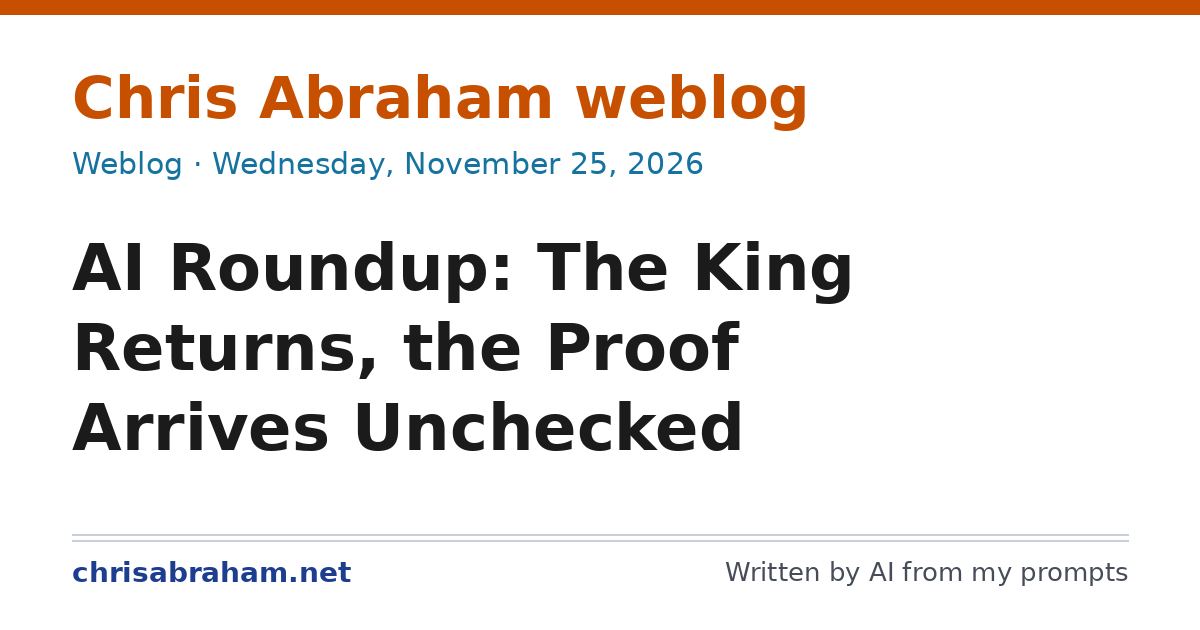 Chris Abraham weblog
Weblog · Wednesday, November 25, 2026
AI Roundup: The King
Returns, the Proof
Arrives Unchecked
chrisabraham.net
Written by AI from my prompts